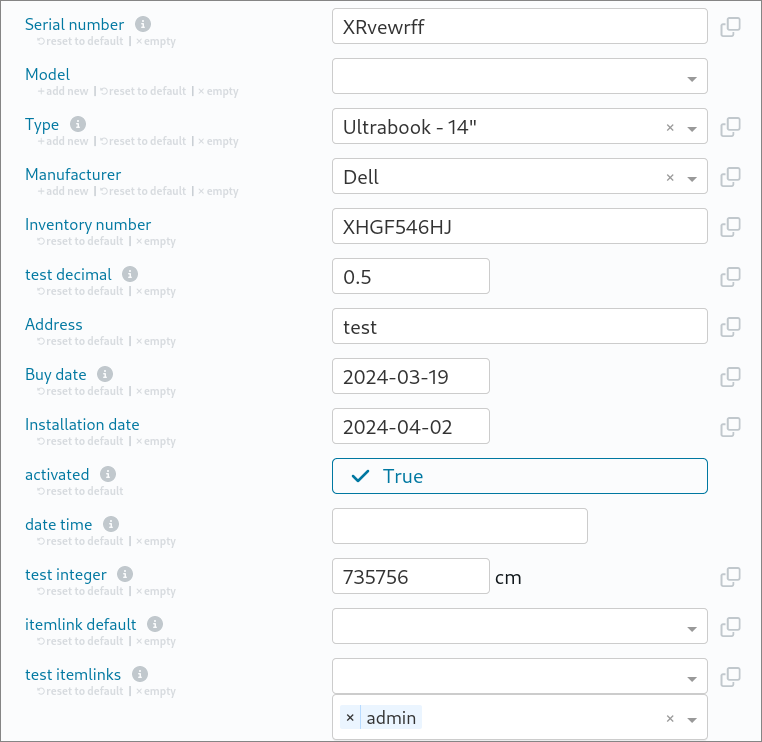 Serial number
XRvewrff
reset to default | × empty
Model
+ add new | reset to default | × empty
Type
Ultrabook - 14" ×
+ add new | reset to default | × empty
Manufacturer
Dell ×
+ add new | reset to default | × empty
Inventory number
XHGF546HJ
reset to default | × empty
test decimal
0.5
reset to default | × empty
Address
test
reset to default | × empty
Buy date
2024-03-19
reset to default | × empty
Installation date
2024-04-02
reset to default | × empty
activated
True
reset to default
date time
reset to default | × empty
test integer
735756 cm
reset to default | × empty
itemlink default
reset to default | × empty
test itemlinks
reset to default | × empty
× admin ×